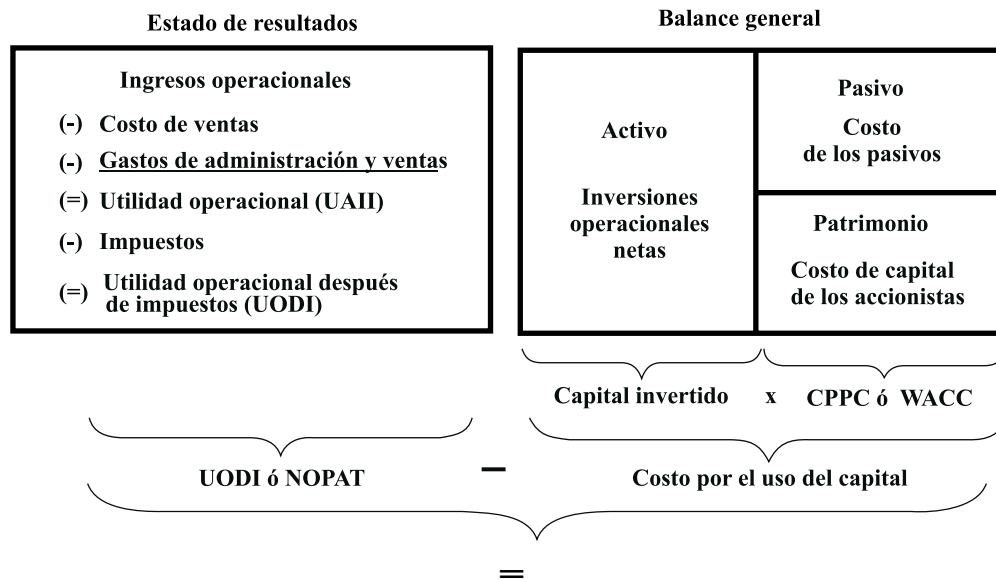 Estado de resultados
Ingresos operacionales
(-) Costo de ventas
(-) Gastos de administración y ventas
(=) Utilidad operacional (UAII)
(-) Impuestos
(=) Utilidad operacional después
de impuestos (UODI)
Balance general
Activo
Inversiones
operacionales
netas
Pasivo
Costo
de los pasivos
Patrimonio
Costo de capital
de los accionistas
Capital invertido x CPPC ó WACC
UODI ó NOPAT – Costo por el uso del capital
=